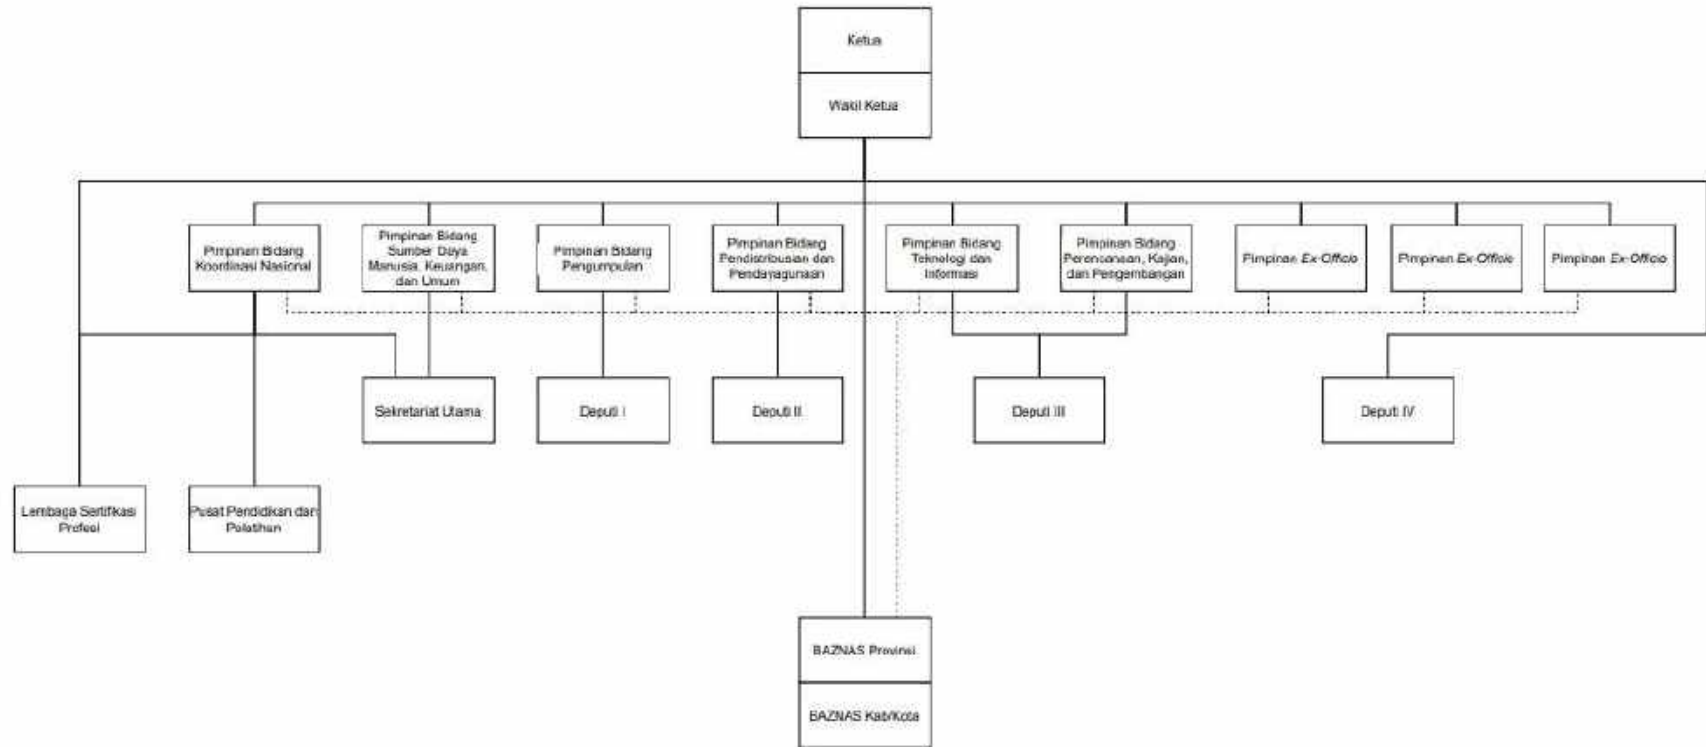 Ketua
Wakil Ketua
Pimpinan Bidang
Koordinasi Nasional
Pimpinan Bidang
Sumber Daya
Manusia, Keuangan,
dan Umum
Pimpinan Bidang
Pengumpulan
Pimpinan Bidang
Pendistribusian dan
Pendayagunaan
Pimpinan Bidang
Teknologi dan
Informasi
Pimpinan Bidang
Perencanaan, Kajian,
dan Pengembangan
Pimpinan Ex-Officio
Pimpinan Ex-Officio
Pimpinan Ex-Officio
Sekretariat Utama
Deputi I
Deputi II
Deputi III
Deputi IV
Lembaga Sertifikasi
Profesi
Pusat Pendidikan dan
Pelatihan
BAZNAS Provinsi
BAZNAS Kab/Kota